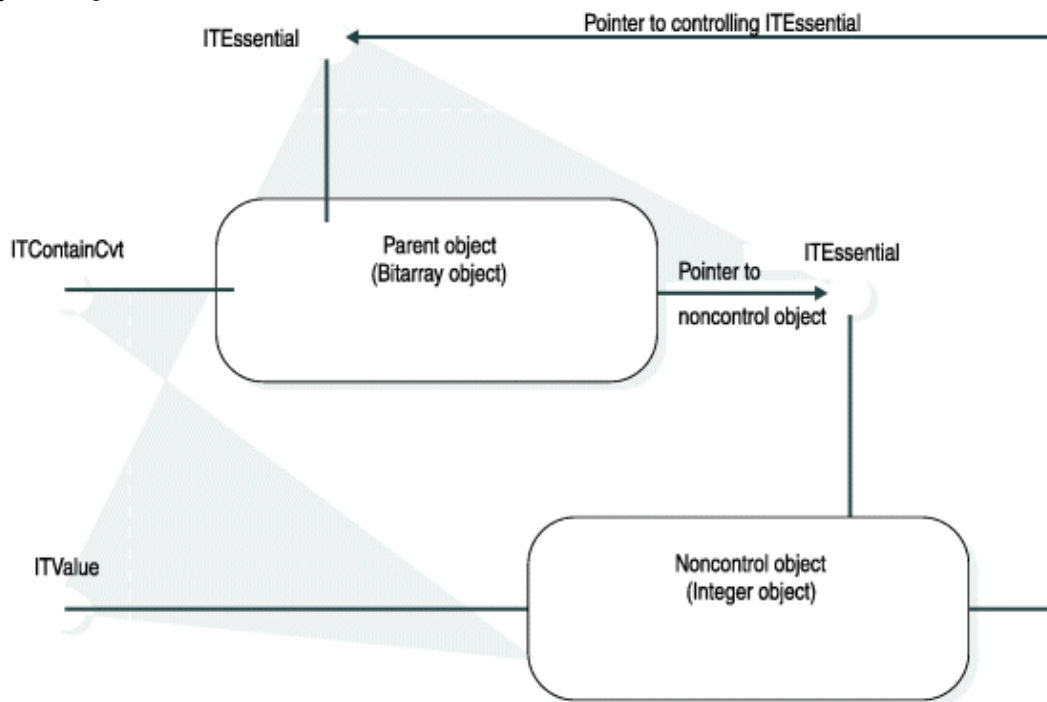 Pointer to controlling ITEssential
ITEssential
Parent object
(Bitarray object)
ITContainCvt
ITEssential
Pointer to
noncontrol object
ITValue
Noncontrol object
(Integer object)